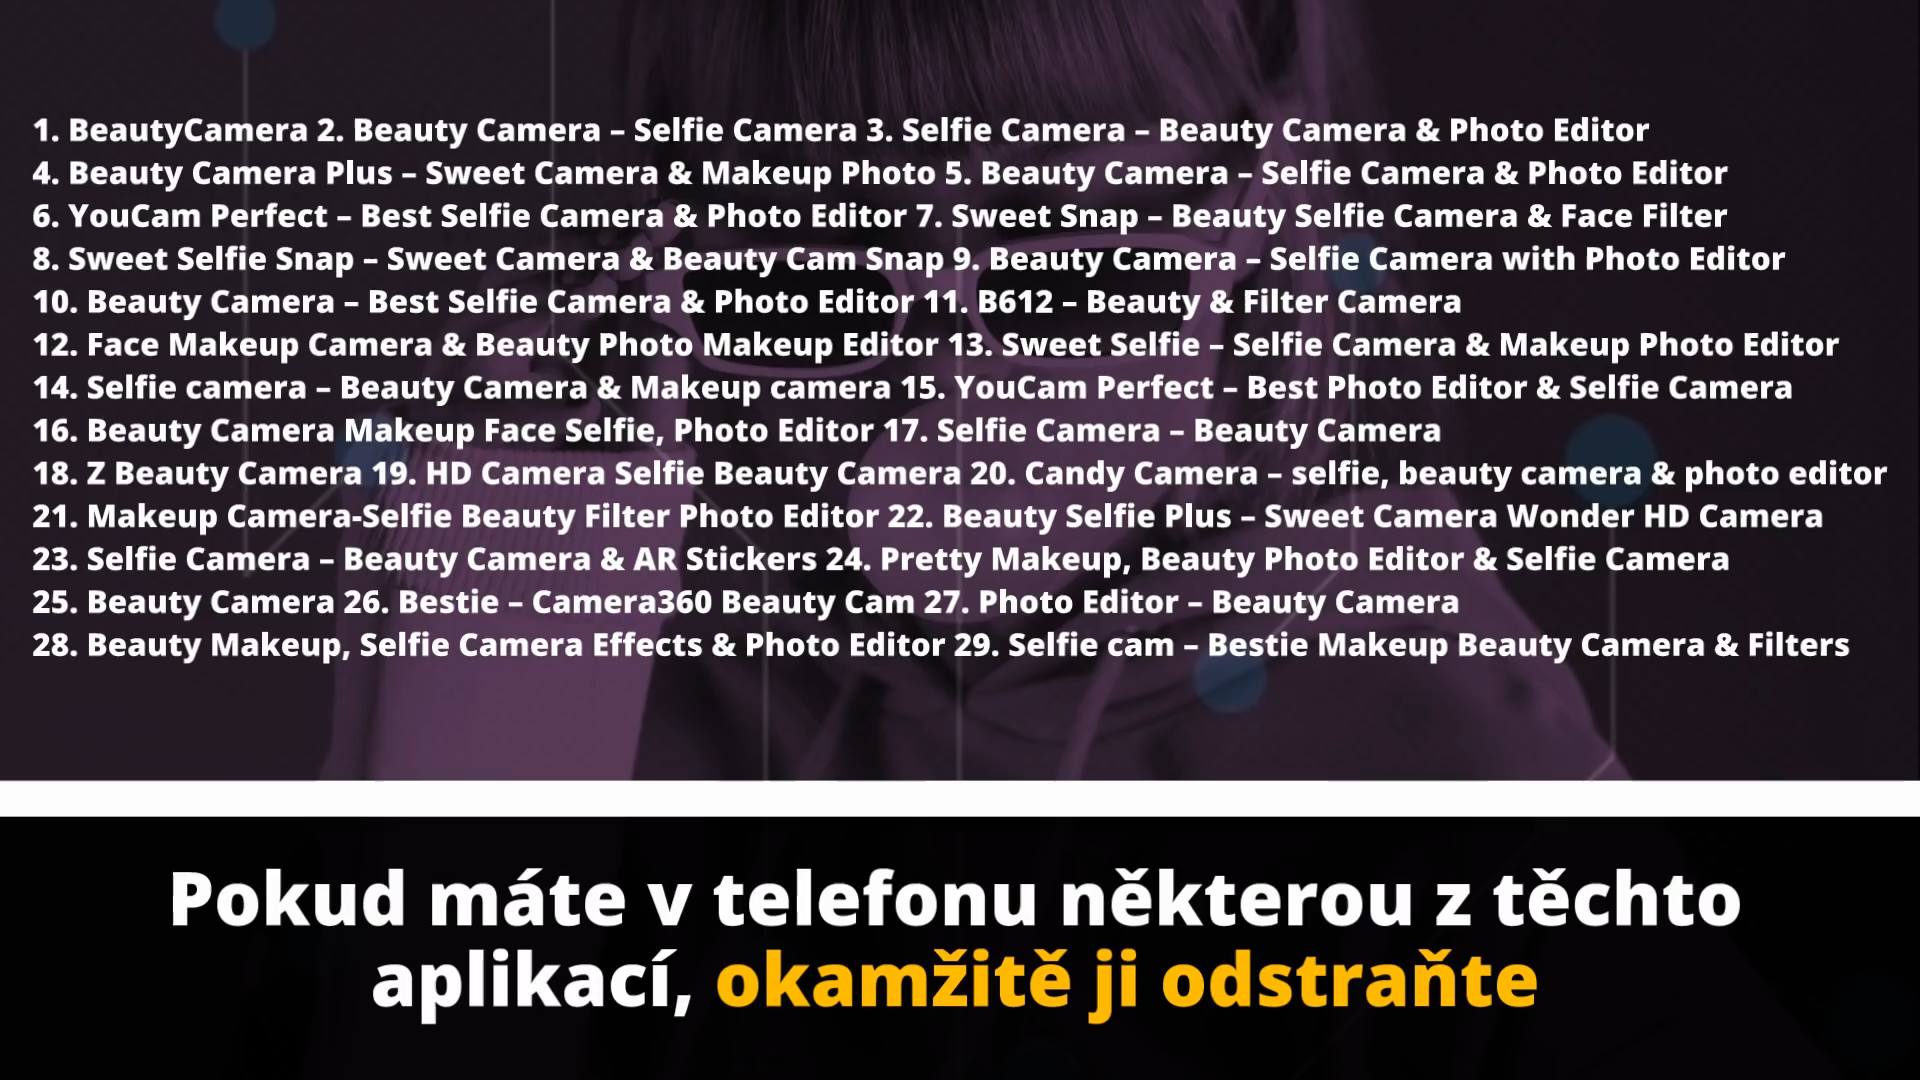 1. BeautyCamera 2. Beauty Camera – Selfie Camera 3. Selfie Camera – Beauty Camera & Photo Editor
4. Beauty Camera Plus – Sweet Camera & Makeup Photo 5. Beauty Camera – Selfie Camera & Photo Editor
6. YouCam Perfect – Best Selfie Camera & Photo Editor 7. Sweet Snap – Beauty Selfie Camera & Face Filter
8. Sweet Selfie Snap – Sweet Camera & Beauty Cam Snap 9. Beauty Camera – Selfie Camera with Photo Editor
10. Beauty Camera – Best Selfie Camera & Photo Editor 11. B612 – Beauty & Filter Camera
12. Face Makeup Camera & Beauty Photo Makeup Editor 13. Sweet Selfie – Selfie Camera & Makeup Photo Editor
14. Selfie camera – Beauty Camera & Makeup camera 15. YouCam Perfect – Best Photo Editor & Selfie Camera
16. Beauty Camera Makeup Face Selfie, Photo Editor 17. Selfie Camera – Beauty Camera
18. Z Beauty Camera 19. HD Camera Selfie Beauty Camera 20. Candy Camera – selfie, beauty camera & photo editor
21. Makeup Camera-Selfie Beauty Filter Photo Editor 22. Beauty Selfie Plus – Sweet Camera Wonder HD Camera
23. Selfie Camera – Beauty Camera & AR Stickers 24. Pretty Makeup, Beauty Photo Editor & Selfie Camera
25. Beauty Camera 26. Bestie – Camera360 Beauty Cam 27. Photo Editor – Beauty Camera
28. Beauty Makeup, Selfie Camera Effects & Photo Editor 29. Selfie cam – Bestie Makeup Beauty Camera & Filters
Pokud máte v telefonu některou z těchto
aplikací, okamžitě ji odstraňte